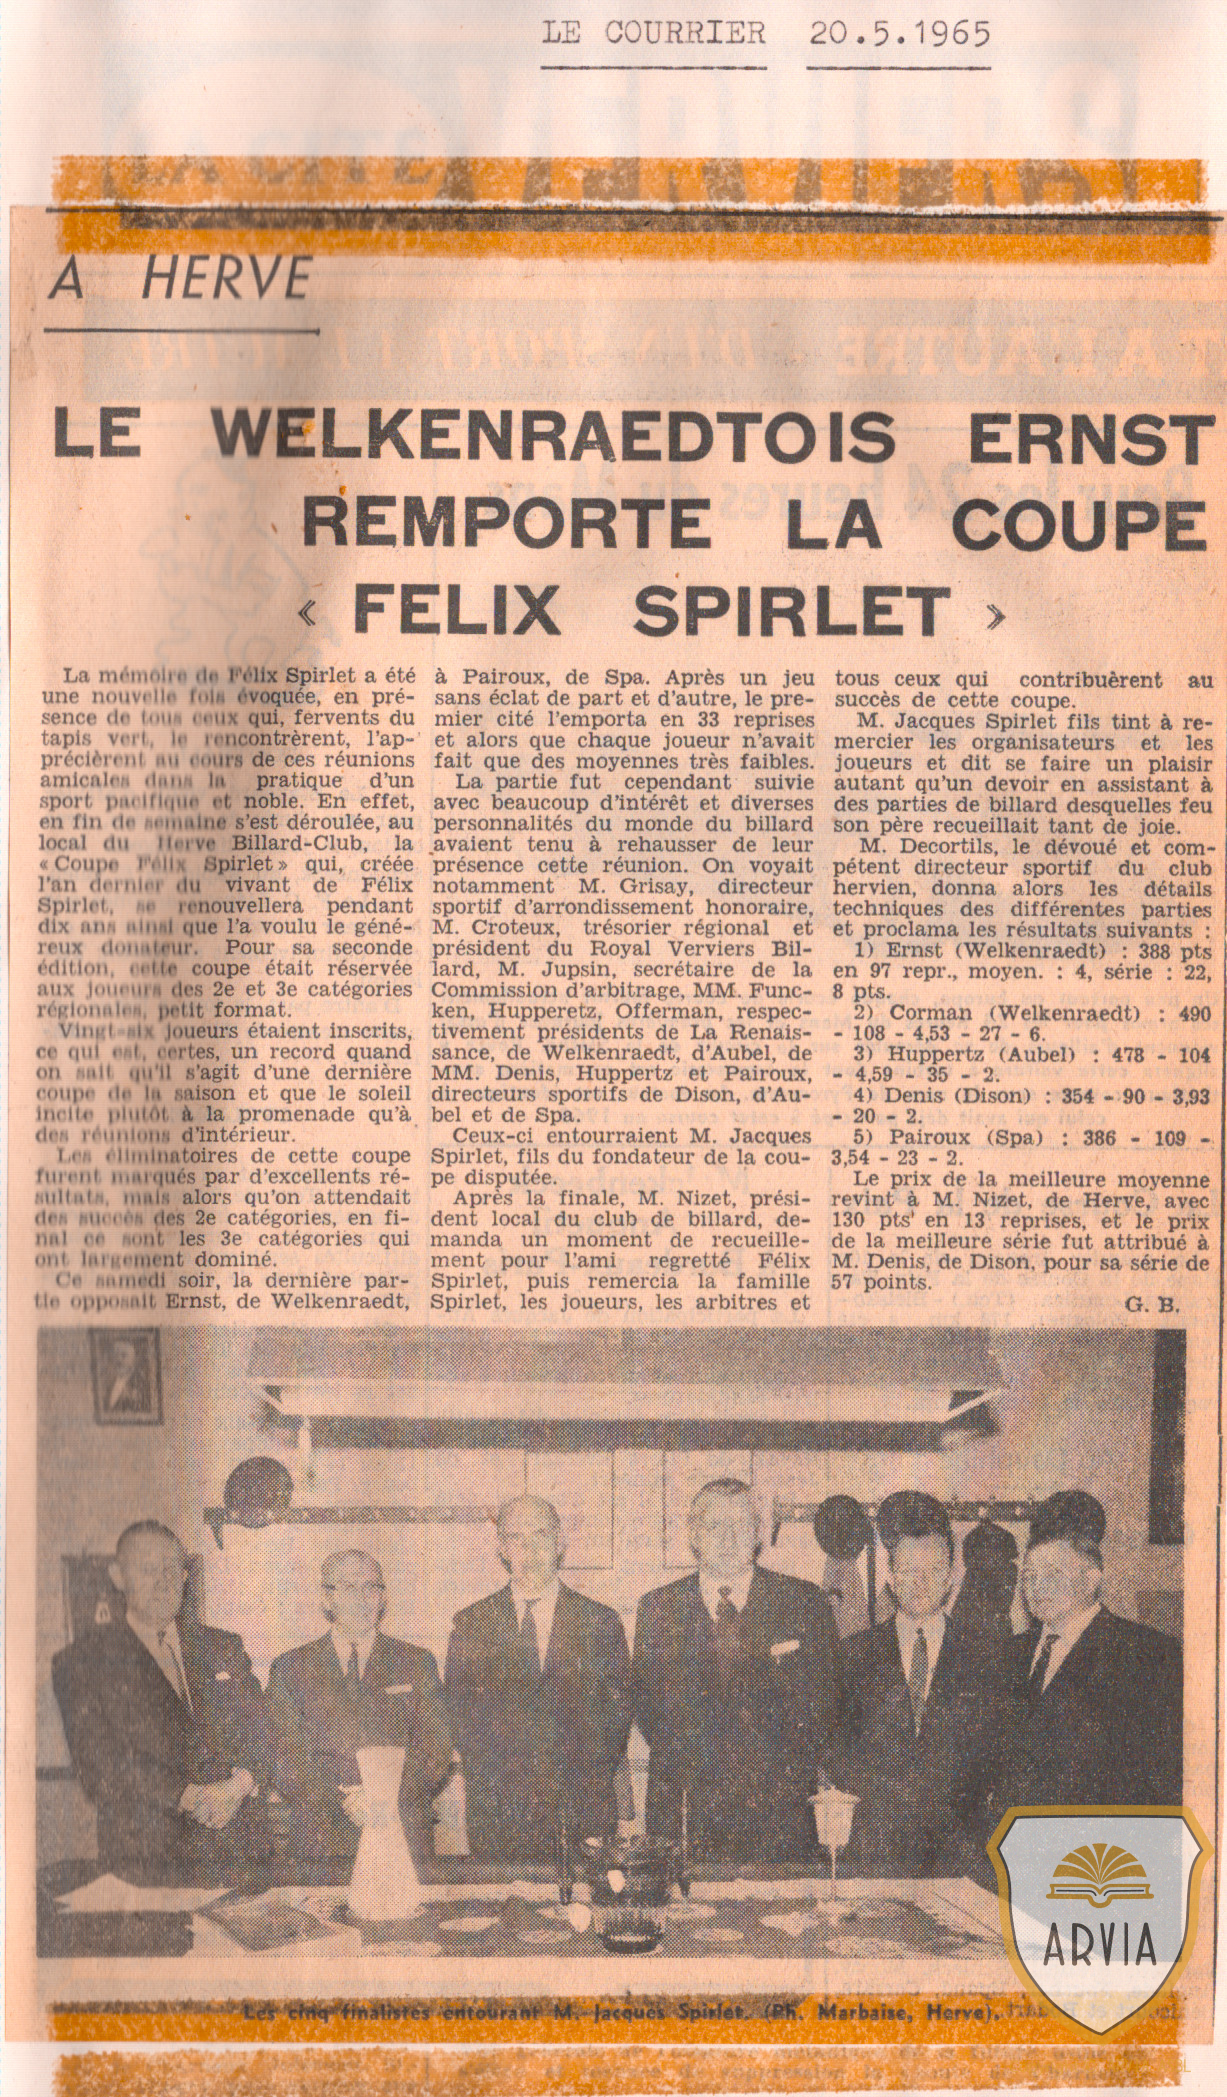 LE COURRIER 20.5.1965
A HERVE
LE WELKENRAEDTOIS ERNST
REMPORTE LA COUPE
« FELIX SPIRLET »
La mémoire de Félix Spirlet a été
une nouvelle fois évoquée, en pré-
sence de tous ceux qui, fervents du
tapis vert, le rencontrèrent, l'ap-
précièrent au cours de ces réunions
amicales dans la pratique d'un
sport pacifique et noble. En effet,
en fin de semaine s'est déroulée, au
local du Herve Billard-Club, la
« Coupe Félix Spirlet » qui, créée
l'an dernier du vivant de Félix
Spirlet, se renouvellera pendant
dix ans ainsi que l'a voulu le géné-
reux donateur. Pour sa seconde
édition, cette coupe était réservée
aux joueurs des 2e et 3e catégories
régionales, petit format.
Vingt-six joueurs étaient inscrits,
ce qui est, certes, un record quand
on sait qu'il s'agit d'une dernière
coupe de la saison et que le soleil
incite plutôt à la promenade qu'à
des réunions d'intérieur.
Les éliminatoires de cette coupe
furent marqués par d'excellents ré-
sultats, mais alors qu'on attendait
des succès des 2e catégories, en fi-
nal ce sont les 3e catégories qui
ont largement dominé.
Ce samedi soir, la dernière par-
tie opposait Ernst, de Welkenraedt,
à Pairoux, de Spa. Après un jeu
sans éclat de part et d'autre, le pre-
mier cité l'emporta en 33 reprises
et alors que chaque joueur n'avait
fait que des moyennes très faibles.
La partie fut cependant suivie
avec beaucoup d'intérêt et diverses
personnalités du monde du billard
avaient tenu à rehausser de leur
présence cette réunion. On voyait
notamment M. Grisay, directeur
sportif d'arrondissement honoraire,
M. Croteux, trésorier régional et
président du Royal Verviers Bil-
lard, M. Jupsin, secrétaire de la
Commission d'arbitrage, MM. Func-
ken, Hupperetz, Offerman, respec-
tivement présidents de La Renais-
sance, de Welkenraedt, d'Aubel, de
MM. Denis, Huppertz et Pairoux,
directeurs sportifs de Dison, d'Au-
bel et de Spa.
Ceux-ci entourraient M. Jacques
Spirlet, fils du fondateur de la cou-
pe disputée.
Après la finale, M. Nizet, prési-
dent local du club de billard, de-
manda un moment de recueille-
ment pour l'ami regretté Félix
Spirlet, puis remercia la famille
Spirlet, les joueurs, les arbitres et
tous ceux qui contribuèrent au
succès de cette coupe.
M. Jacques Spirlet fils tint à re-
mercier les organisateurs et les
joueurs et dit se faire un plaisir
autant qu'un devoir en assistant à
des parties de billard desquelles feu
son père recueillait tant de joie.
M. Decortils, le dévoué et com-
pétent directeur sportif du club
hervien, donna alors les détails
techniques des différentes parties
et proclama les résultats suivants :
1) Ernst (Welkenraedt) : 388 pts
en 97 repr., moyen. : 4, série : 22,
8 pts.
2) Corman (Welkenraedt) : 490
- 108 - 4,53 - 27 - 6.
3) Huppertz (Aubel) : 478 - 104
- 4,59 - 35 - 2.
4) Denis (Dison) : 354 - 90 - 3,93
- 20 - 2.
5) Pairoux (Spa) : 386 - 109 -
3,54 - 23 - 2.
Le prix de la meilleure moyenne
revint à M. Nizet, de Herve, avec
130 pts en 13 reprises, et le prix
de la meilleure série fut attribué à
M. Denis, de Dison, pour sa série de
57 points.
G. B.
Les cinq finalistes entourant M. Jacques Spirlet. (Ph. Marbaise, Herve).
ARVIA